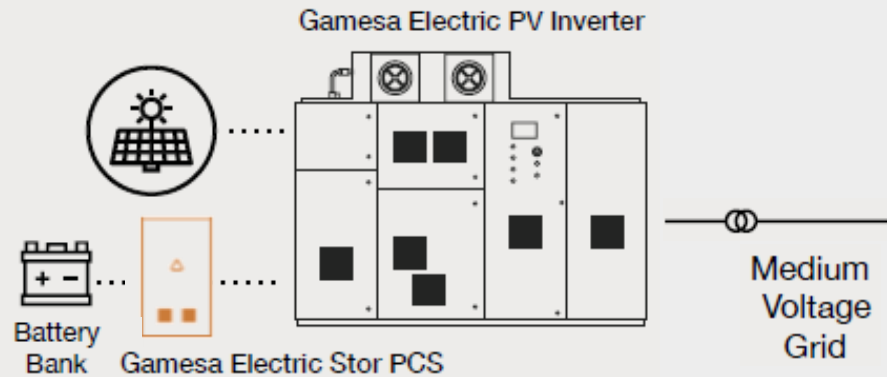 Gamesa Electric PV Inverter
Battery
Bank
Gamesa Electric Stor PCS
Medium
Voltage
Grid